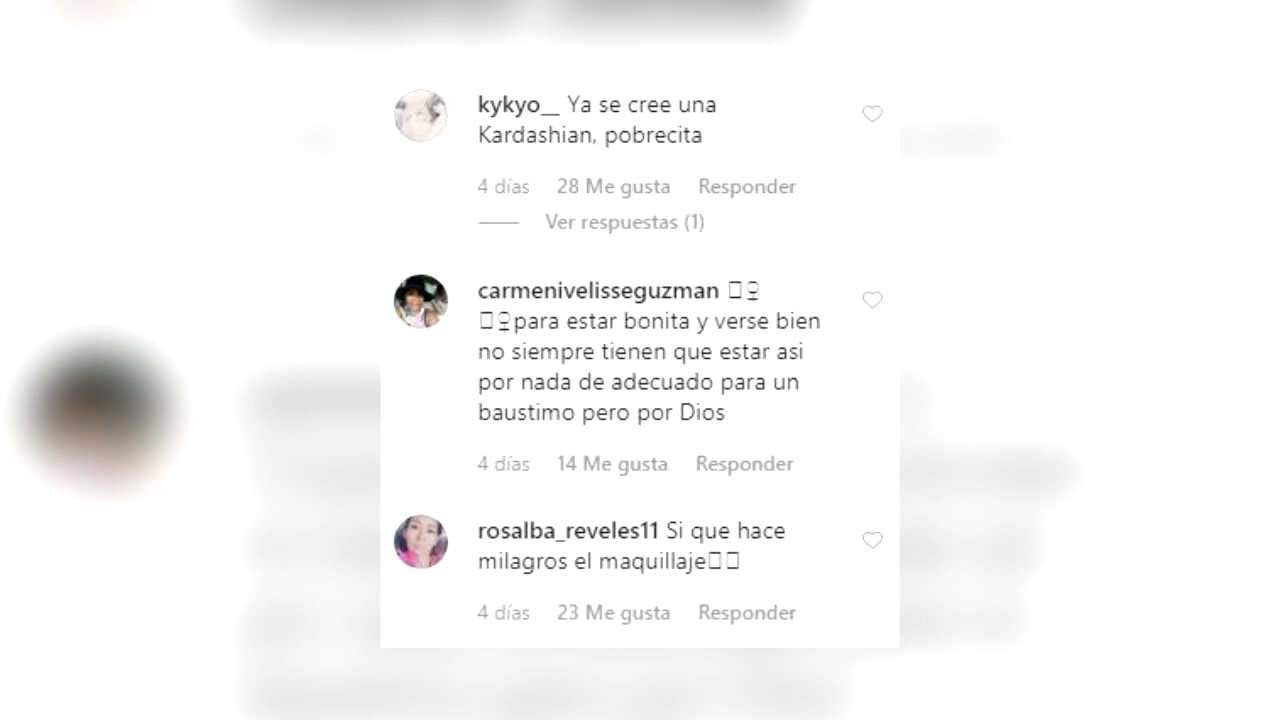 kykyo__ Ya se cree una
Kardashian, pobrecita
4 días 28 Me gusta Responder
Ver respuestas (1)
carmenivelisseguzman
para estar bonita y verse bien
no siempre tienen que estar asi
por nada de adecuado para un
baustimo pero por Dios
4 días 14 Me gusta Responder
rosalba_reveles11 Si que hace
milagros el maquillaje
4 días 23 Me gusta Responder